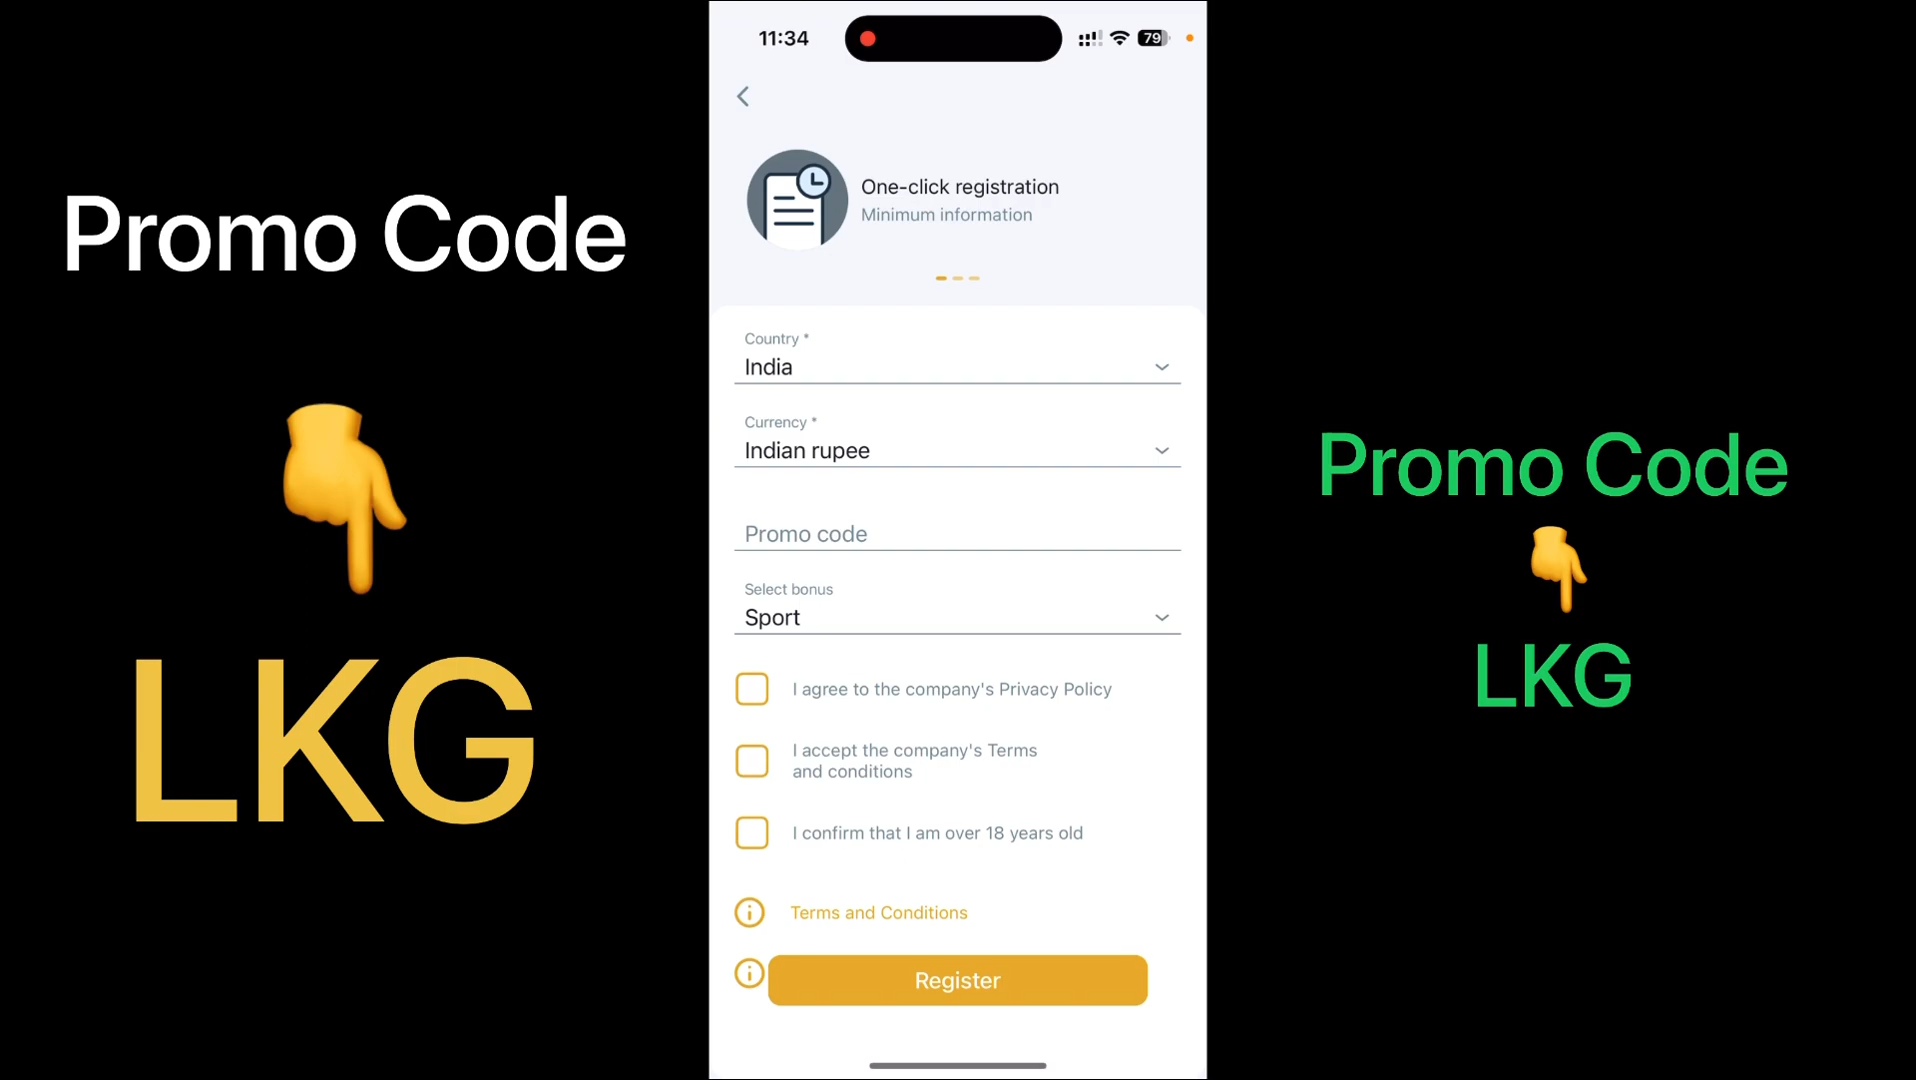 Promo Code
LKG
11:34
79
One-click registration
Minimum information
Country *
India
Currency *
Indian rupee
Promo code
Select bonus
Sport
I agree to the company's Privacy Policy
I accept the company's Terms
and conditions
I confirm that I am over 18 years old
Terms and Conditions
Register
Promo Code
LKG